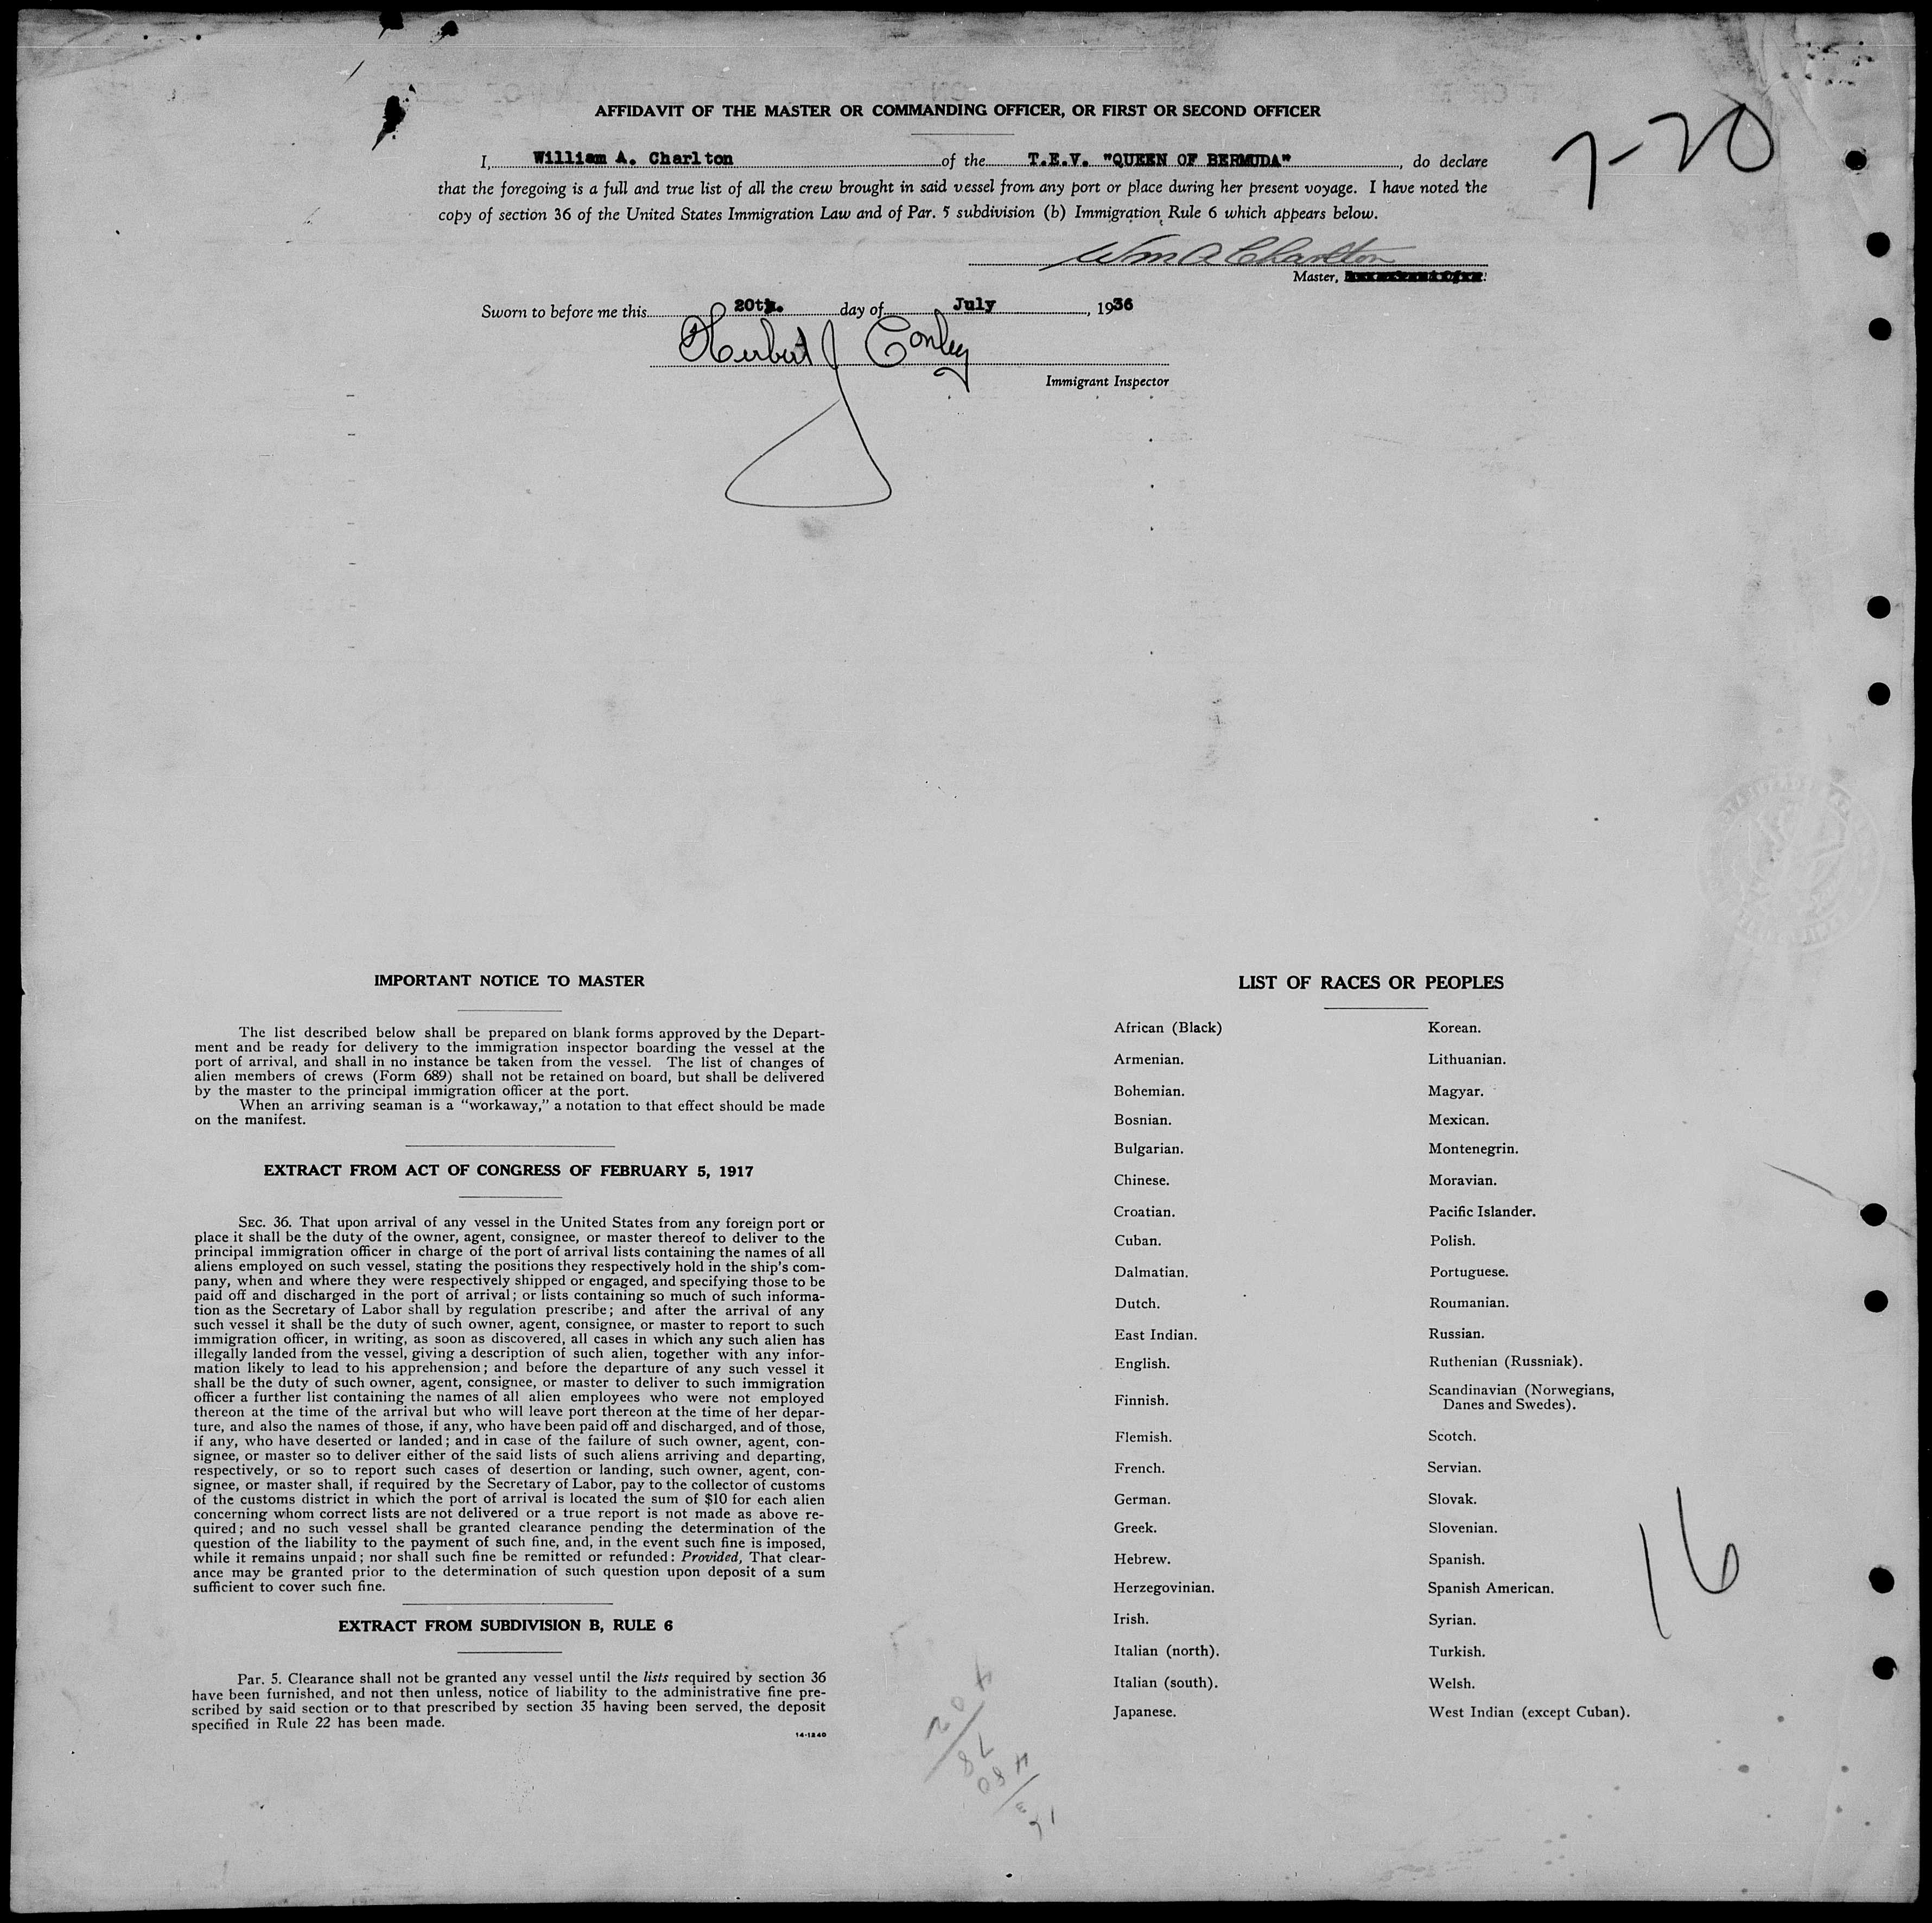 AFFIDAVIT OF THE MASTER OR COMMANDING OFFICER, OR FIRST OR SECOND OFFICER
7-20
I, William A. Charlton of the T.E.V. "QUEEN OF BERMUDA", do declare
that the foregoing is a full and true list of all the crew brought in said vessel from any port or place during her present voyage. I have noted the
copy of section 36 of the United States Immigration Law and of Par. 5 subdivision (b) Immigration Rule 6 which appears below.
Wm A Charlton
Master,
Sworn to before me this 20th. day of July, 1936
Herbert J Conley
Immigrant Inspector
IMPORTANT NOTICE TO MASTER
The list described below shall be prepared on blank forms approved by the Depart-
ment and be ready for delivery to the immigration inspector boarding the vessel at the
port of arrival, and shall in no instance be taken from the vessel. The list of changes of
alien members of crews (Form 689) shall not be retained on board, but shall be delivered
by the master to the principal immigration officer at the port.
When an arriving seaman is a "workaway," a notation to that effect should be made
on the manifest.
EXTRACT FROM ACT OF CONGRESS OF FEBRUARY 5, 1917
SEC. 36. That upon arrival of any vessel in the United States from any foreign port or
place it shall be the duty of the owner, agent, consignee, or master thereof to deliver to the
principal immigration officer in charge of the port of arrival lists containing the names of all
aliens employed on such vessel, stating the positions they respectively hold in the ship's com-
pany, when and where they were respectively shipped or engaged, and specifying those to be
paid off and discharged in the port of arrival; or lists containing so much of such informa-
tion as the Secretary of Labor shall by regulation prescribe; and after the arrival of any
such vessel it shall be the duty of such owner, agent, consignee, or master to report to such
immigration officer, in writing, as soon as discovered, all cases in which any such alien has
illegally landed from the vessel, giving a description of such alien, together with any infor-
mation likely to lead to his apprehension; and before the departure of any such vessel it
shall be the duty of such owner, agent, consignee, or master to deliver to such immigration
officer a further list containing the names of all alien employees who were not employed
thereon at the time of the arrival but who will leave port thereon at the time of her depar-
ture, and also the names of those, if any, who have been paid off and discharged, and of those,
if any, who have deserted or landed; and in case of the failure of such owner, agent, con-
signee, or master so to deliver either of the said lists of such aliens arriving and departing,
respectively, or so to report such cases of desertion or landing, such owner, agent, con-
signee, or master shall, if required by the Secretary of Labor, pay to the collector of customs
of the customs district in which the port of arrival is located the sum of $10 for each alien
concerning whom correct lists are not delivered or a true report is not made as above re-
quired; and no such vessel shall be granted clearance pending the determination of the
question of the liability to the payment of such fine, and, in the event such fine is imposed,
while it remains unpaid; nor shall such fine be remitted or refunded: Provided, That clear-
ance may be granted prior to the determination of such question upon deposit of a sum
sufficient to cover such fine.
EXTRACT FROM SUBDIVISION B, RULE 6
Par. 5. Clearance shall not be granted any vessel until the lists required by section 36
have been furnished, and not then unless, notice of liability to the administrative fine pre-
scribed by said section or to that prescribed by section 35 having been served, the deposit
specified in Rule 22 has been made.
14-1240
LIST OF RACES OR PEOPLES
African (Black)
Armenian.
Bohemian.
Bosnian.
Bulgarian.
Chinese.
Croatian.
Cuban.
Dalmatian.
Dutch.
East Indian.
English.
Finnish.
Flemish.
French.
German.
Greek.
Hebrew.
Herzegovinian.
Irish.
Italian (north).
Italian (south).
Japanese.
Korean.
Lithuanian.
Magyar.
Mexican.
Montenegrin.
Moravian.
Pacific Islander.
Polish.
Portuguese.
Roumanian.
Russian.
Ruthenian (Russniak).
Scandinavian (Norwegians,
Danes and Swedes).
Scotch.
Servian.
Slovak.
Slovenian.
Spanish.
Spanish American.
Syrian.
Turkish.
Welsh.
West Indian (except Cuban).
16